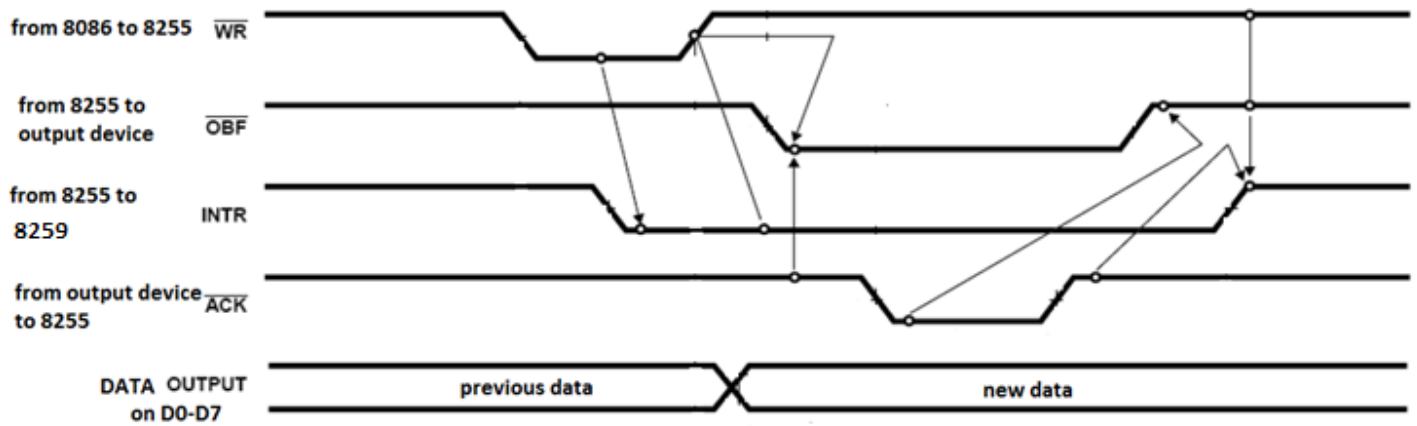 from 8086 to 8255 WR
from 8255 to
output device OBF
from 8255 to
8259 INTR
from output device ACK
to 8255
DATA OUTPUT
on D0-D7
previous data
new data